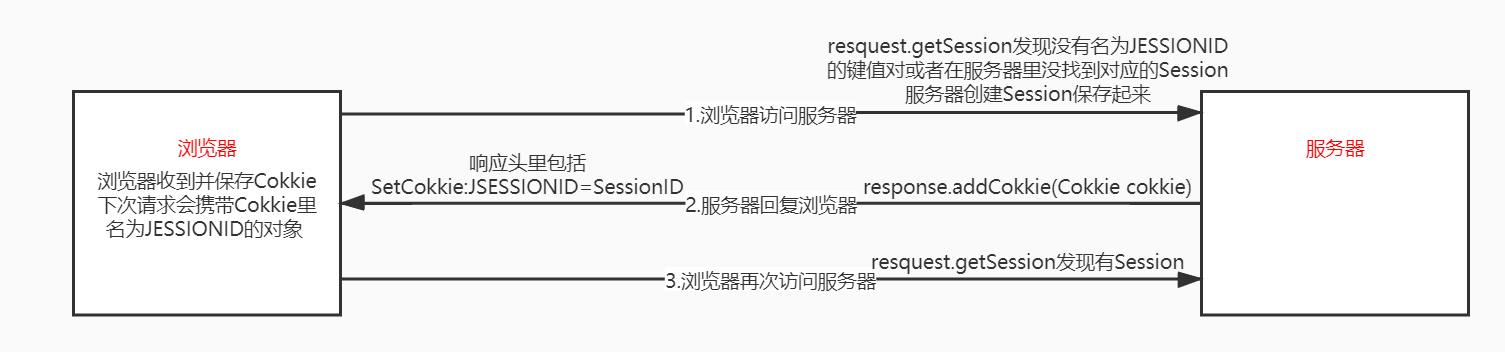 resquest.getSession发现没有名为JESSIONID
的键值对或者在服务器里没找到对应的Session
服务器创建Session保存起来
1.浏览器访问服务器
浏览器
浏览器收到并保存Cokkie
下次请求会携带Cokkie里
名为JESSIONID的对象
服务器
响应头里包括
SetCokkie:JSESSIONID=SessionID
response.addCokkie(Cokkie cokkie)
2.服务器回复浏览器
resquest.getSession发现有Session
3.浏览器再次访问服务器